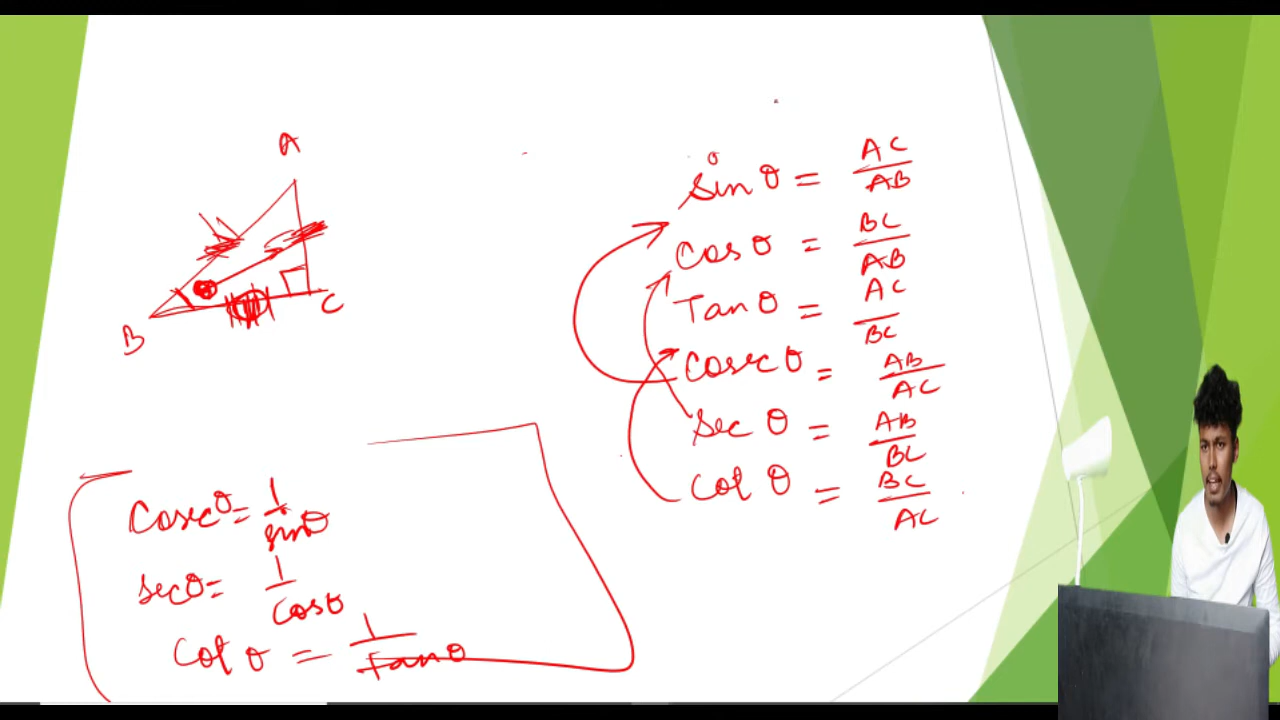 A
B
C
sin θ = AC/AB
cos θ = BC/AB
Tan θ = AC/BC
cosec θ = AB/AC
sec θ = AB/BC
cot θ = BC/AC
cosec θ = 1/sin θ
sec θ = 1/cos θ
cot θ = 1/Tan θ